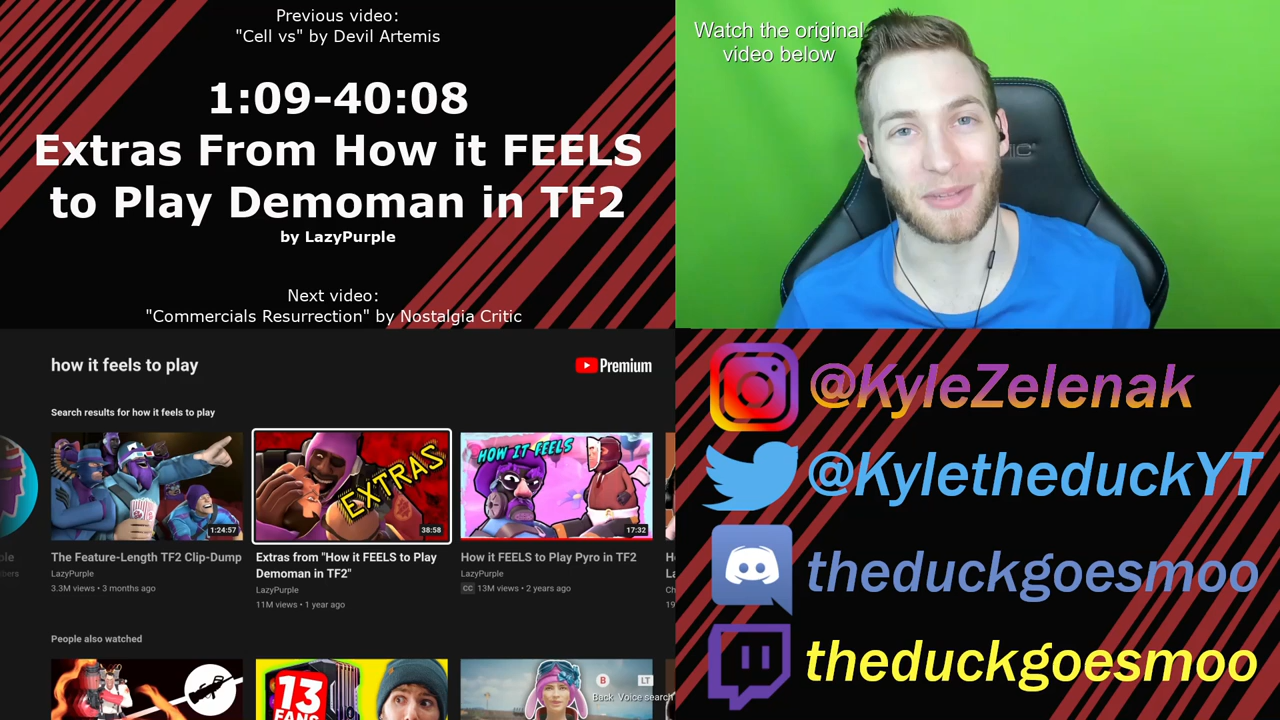 Previous video:
"Cell vs" by Devil Artemis
1:09-40:08
Extras From How it FEELS
to Play Demoman in TF2
by LazyPurple
Next video:
"Commercials Resurrection" by Nostalgia Critic
Watch the original
video below
how it feels to play
Premium
Search results for how it feels to play
HOW IT FEELS
EXTRAS
1:24:57
38:58
17:32
The Feature-Length TF2 Clip-Dump
LazyPurple
3.3M views • 3 months ago
Extras from "How it FEELS to Play
Demoman in TF2"
LazyPurple
11M views • 1 year ago
How it FEELS to Play Pyro in TF2
LazyPurple
CC 13M views • 2 years ago
People also watched
13
FANS
B
LT
Back
Voice search
@KyleZelenak
@KyletheduckYT
theduckgoesmoo
theduckgoesmoo